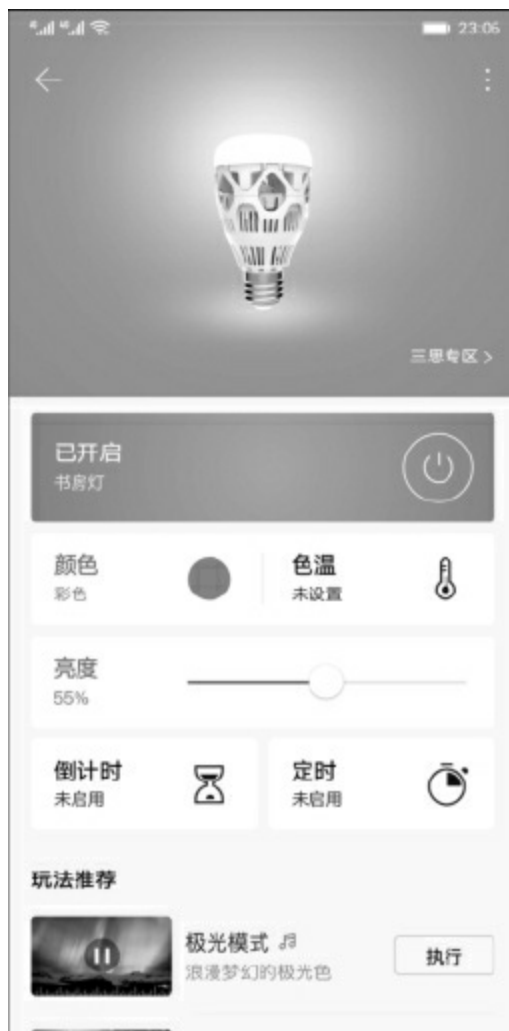 23:06
三思专区 >
已开启
书房灯
颜色
彩色
色温
未设置
亮度
55%
倒计时
未启用
定时
未启用
玩法推荐
极光模式
浪漫梦幻的极光色
执行